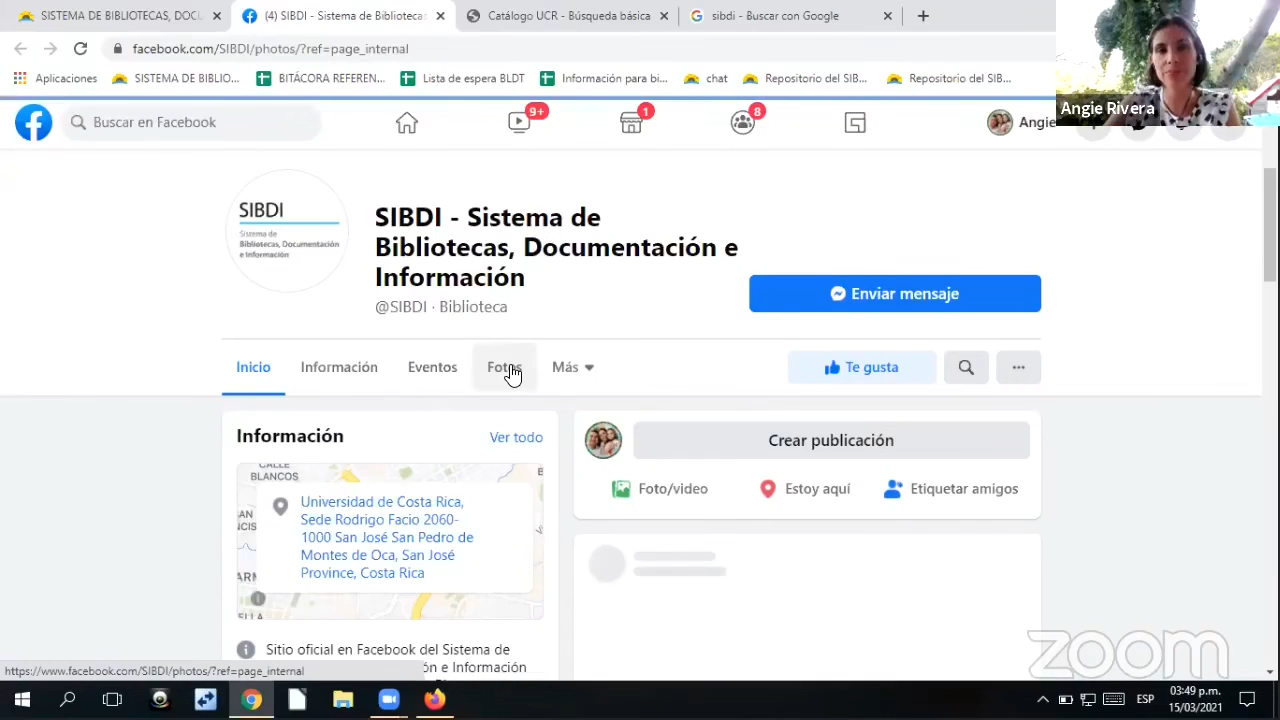 SISTEMA DE BIBLIOTECAS, DOCU
(4) SIBDI - Sistema de Bibliotecas
Catálogo UCR - Búsqueda básica
sibdi - Buscar con Google
facebook.com/SIBDI/photos/?ref=page_internal
Aplicaciones
SISTEMA DE BIBLIO...
BITÁCORA REFEREN...
Lista de espera BLDT
Información para bi...
chat
Repositorio del SIB...
Repositorio del SIB...
Angie Rivera
Buscar en Facebook
9+
1
8
Angie
SIBDI
Sistema de
Bibliotecas, Documentación
e Información
SIBDI - Sistema de
Bibliotecas, Documentación e
Información
@SIBDI · Biblioteca
Enviar mensaje
Inicio
Información
Eventos
Fotos
Más
Te gusta
Información
Ver todo
Crear publicación
Foto/video
Estoy aquí
Etiquetar amigos
CALLE
BLANCOS
Universidad de Costa Rica,
Sede Rodrigo Facio 2060-
1000 San José San Pedro de
Montes de Oca, San José
Province, Costa Rica
Sitio oficial en Facebook del Sistema de
ón e Información
zoom
https://www.facebook.com/SIBDI/photos/?ref=page_internal
ESP
03:49 p.m.
15/03/2021